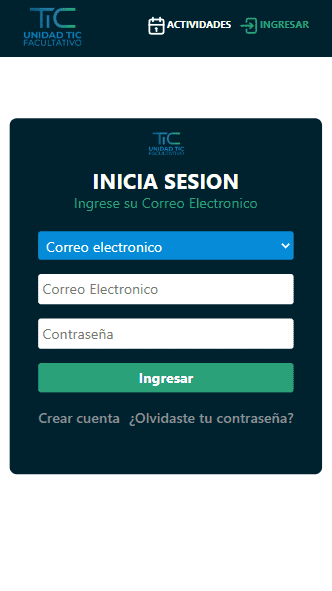 TIC
UNIDAD TIC
FACULTATIVO
ACTIVIDADES
INGRESAR
TIC
UNIDAD TIC
FACULTATIVO
INICIA SESION
Ingrese su Correo Electronico
Correo electronico
Correo Electronico
Contraseña
Ingresar
Crear cuenta ¿Olvidaste tu contraseña?